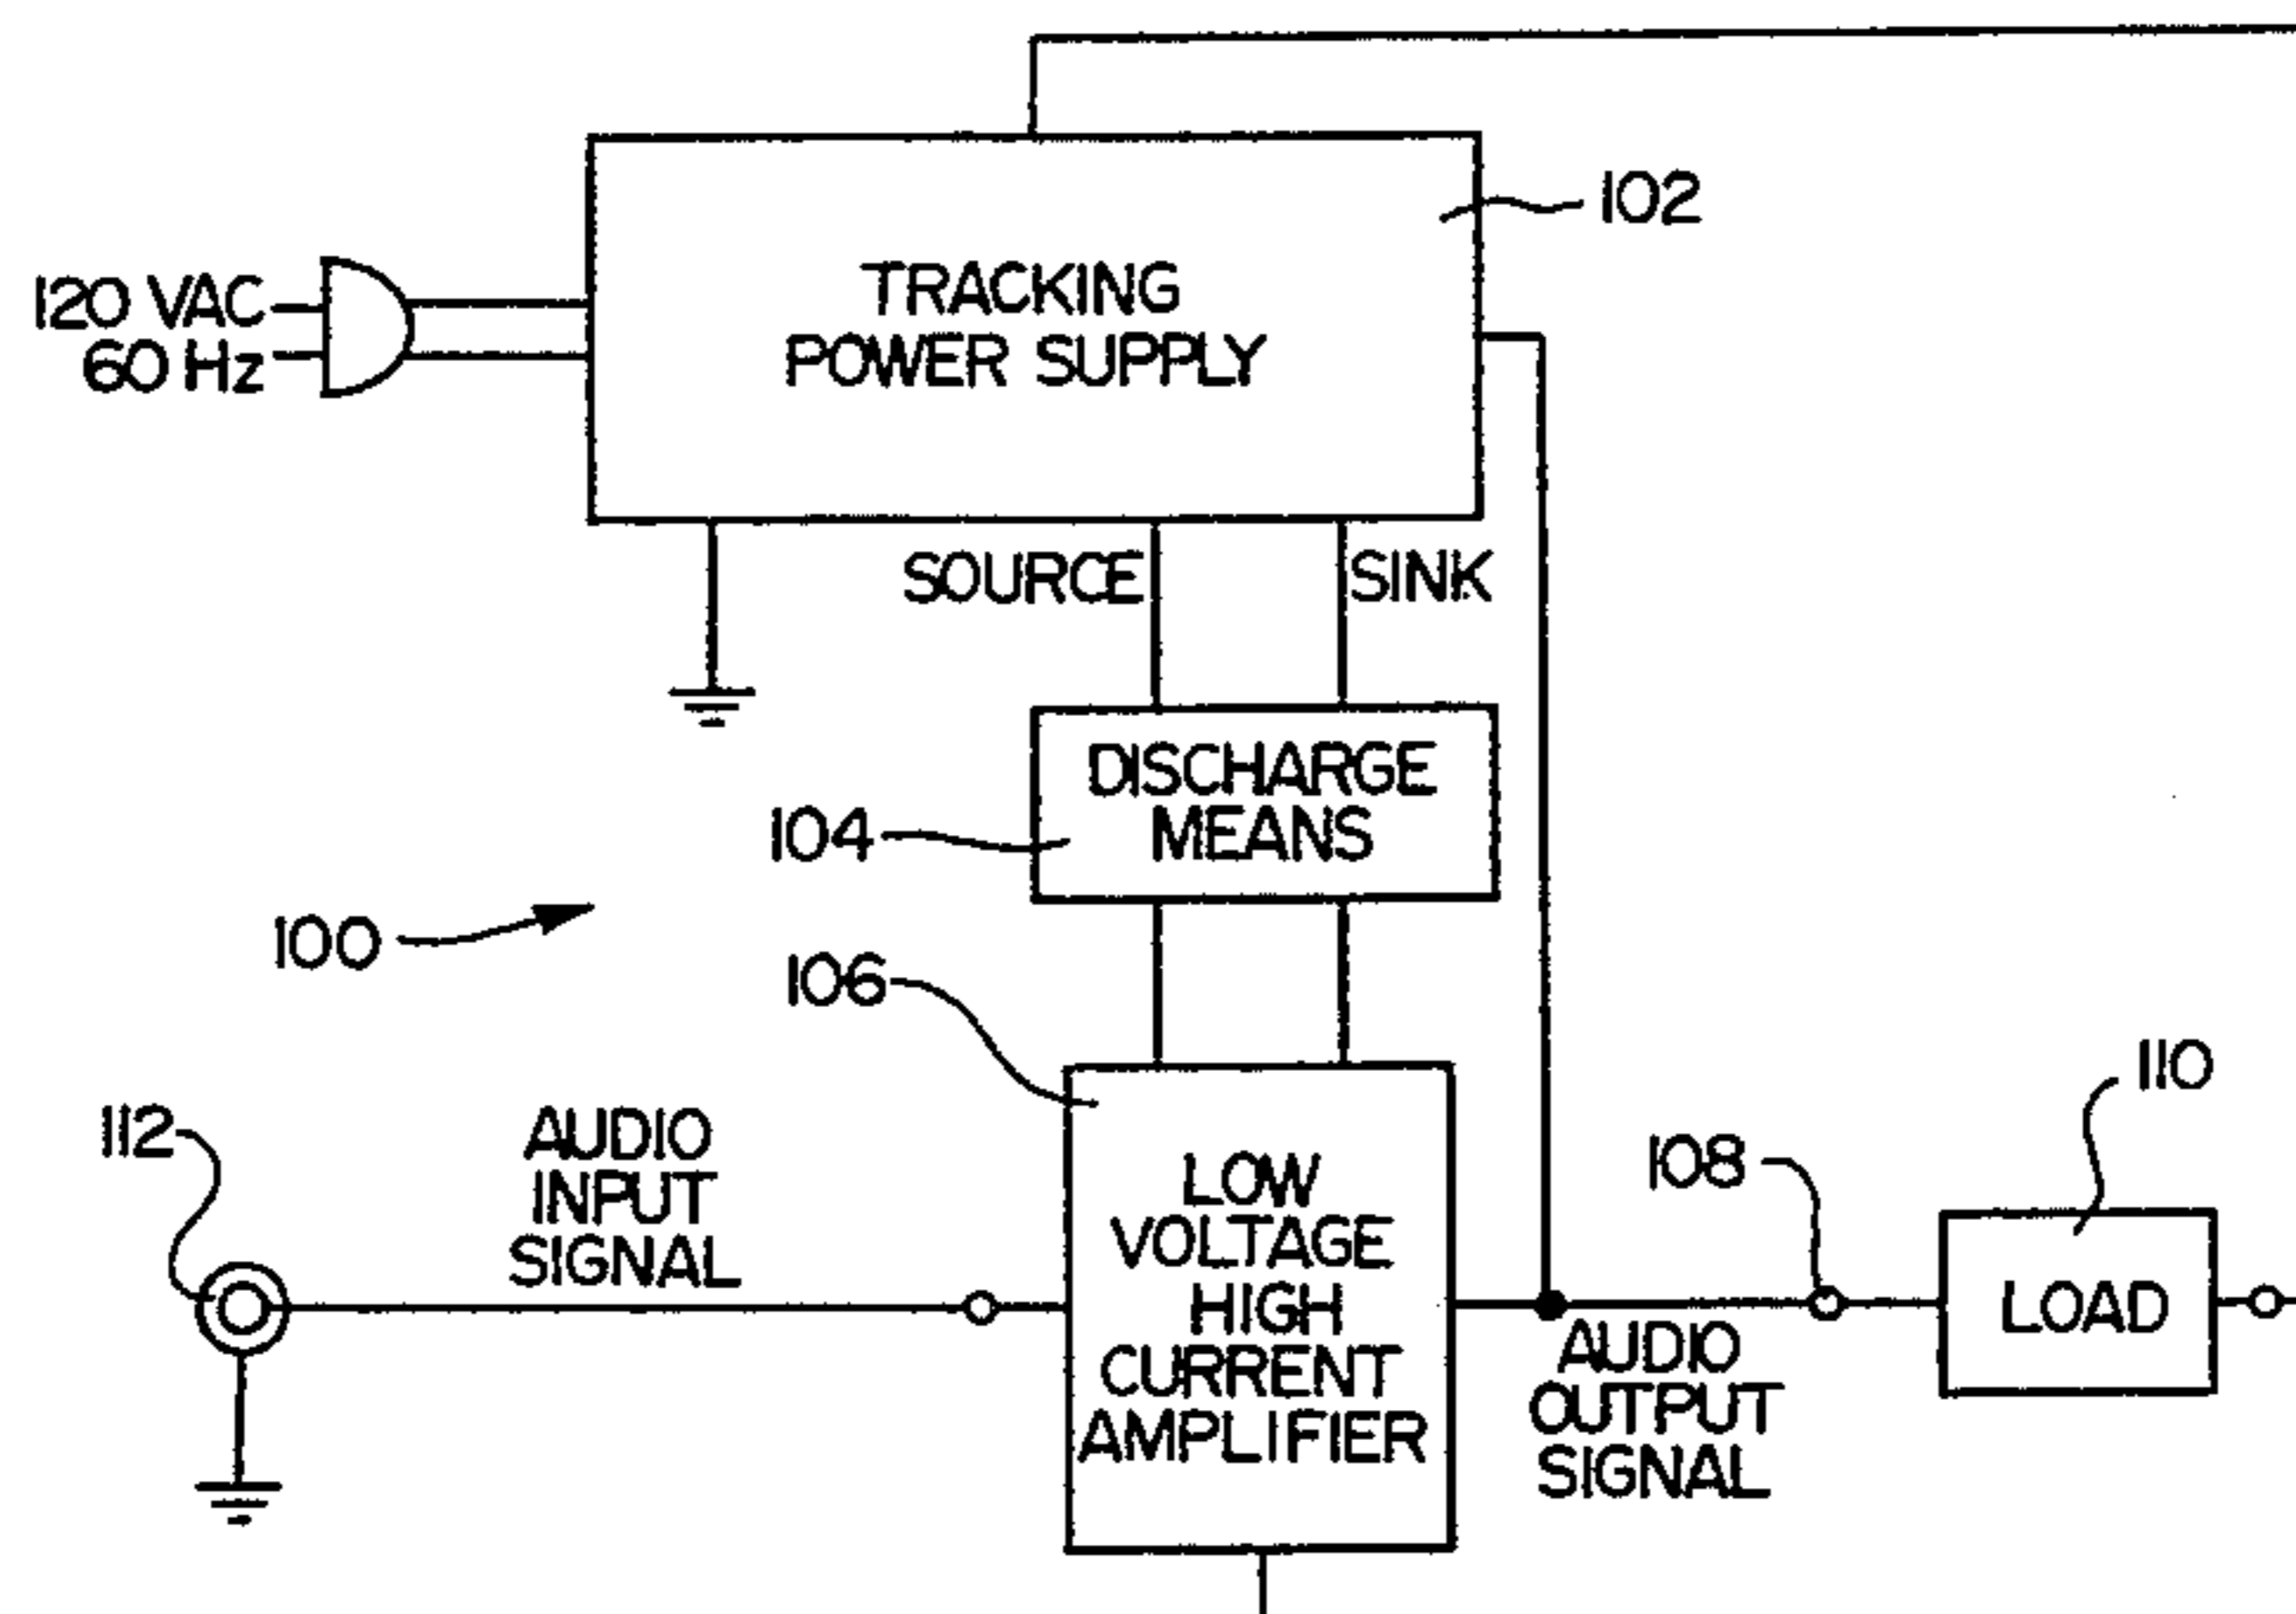 102
TRACKING
POWER SUPPLY
120 VAC
60 Hz
SOURCE
SINK
DISCHARGE
MEANS
104
100
106
112
AUDIO
INPUT
SIGNAL
LOW
VOLTAGE
HIGH
CURRENT
AMPLIFIER
108
110
LOAD
AUDIO
OUTPUT
SIGNAL